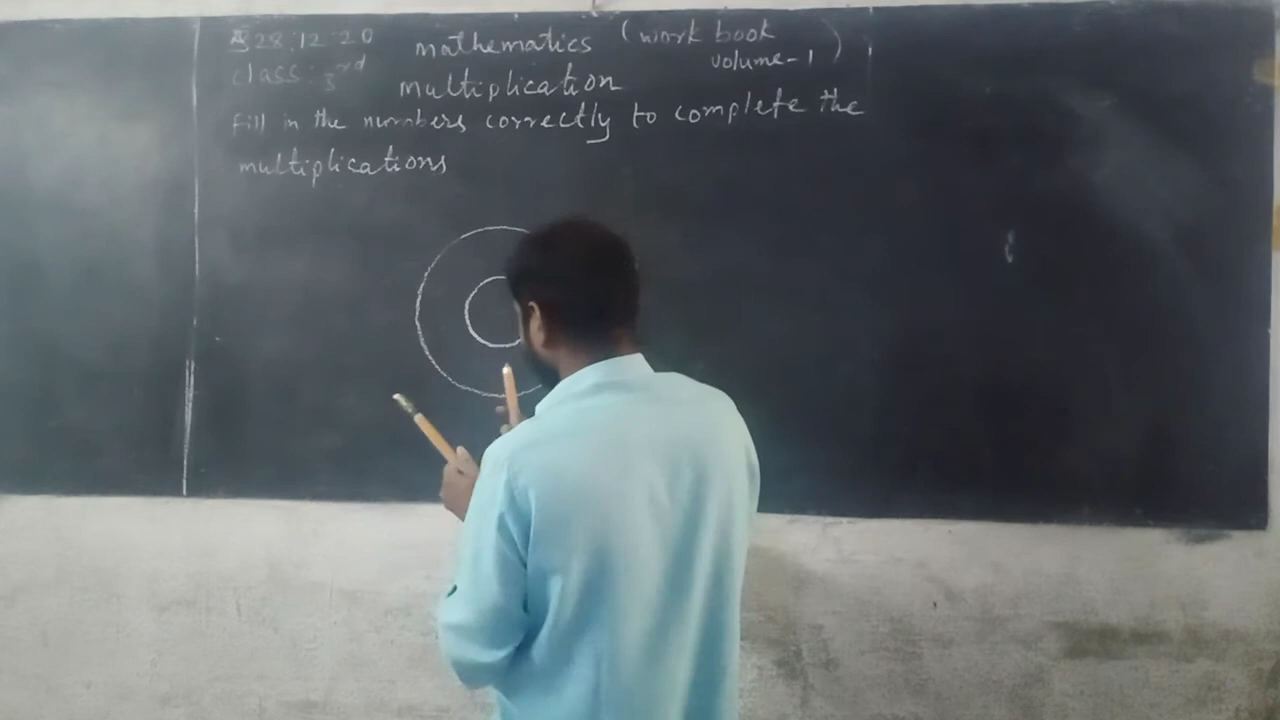 28:12:20 mathematics (work book volume-1)
class: 3rd multiplication
Fill in the numbers correctly to complete the
multiplications